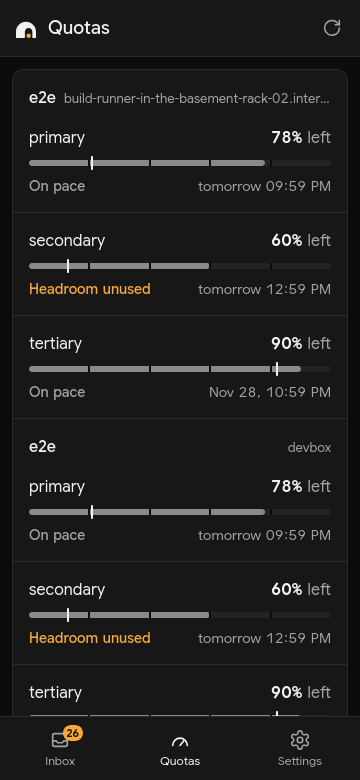 Quotas
e2e build-runner-in-the-basement-rack-02.inter...
primary 78% left
On pace tomorrow 09:59 PM
secondary 60% left
Headroom unused tomorrow 12:59 PM
tertiary 90% left
On pace Nov 28, 10:59 PM
e2e devbox
primary 78% left
On pace tomorrow 09:59 PM
secondary 60% left
Headroom unused tomorrow 12:59 PM
tertiary 90% left
26
Inbox Quotas Settings